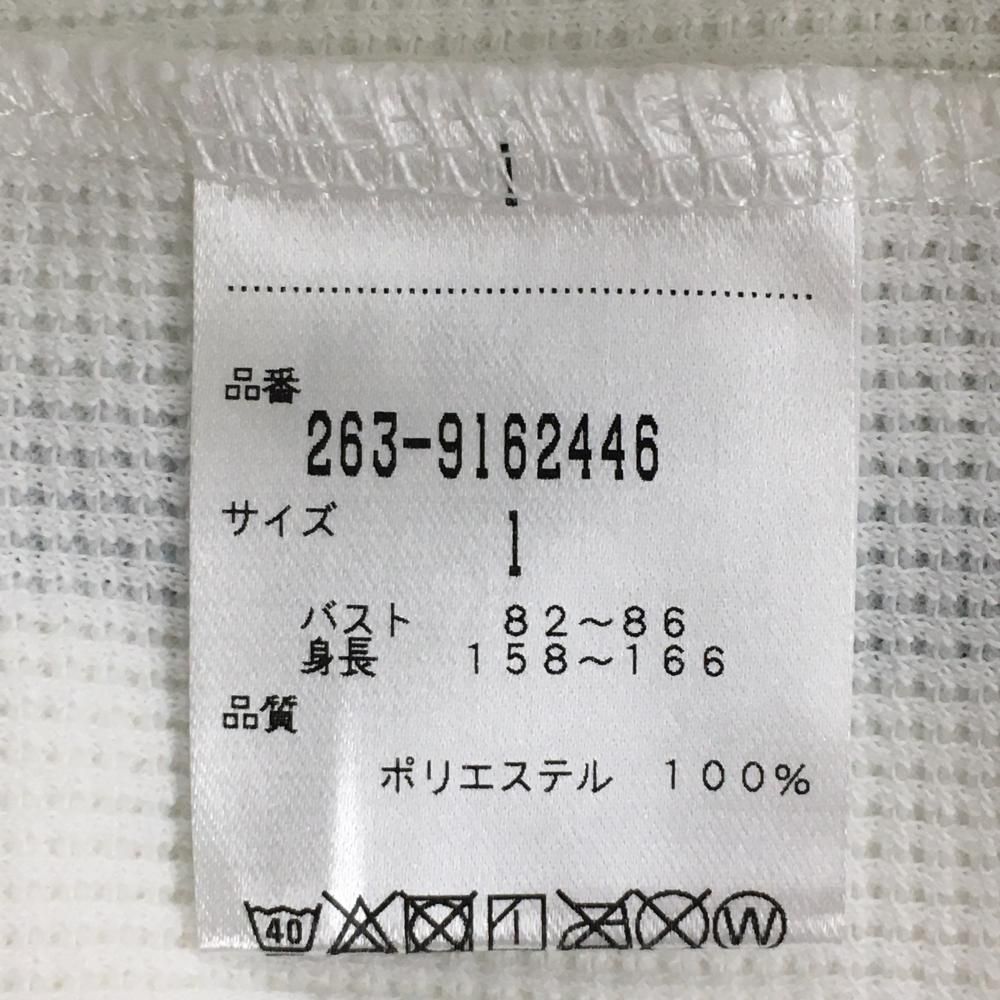 品番
263-9162446
サイズ
1
バスト 82～86
身長 158～166
品質
ポリエステル 100%
40
W